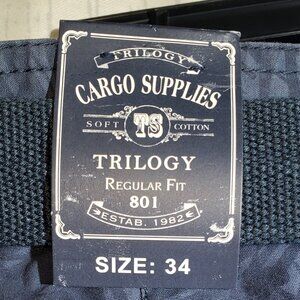 TRILOGY
CARGO SUPPLIES
SOFT TS COTTON
TRILOGY
REGULAR FIT
801
ESTAB. 1982
SIZE: 34